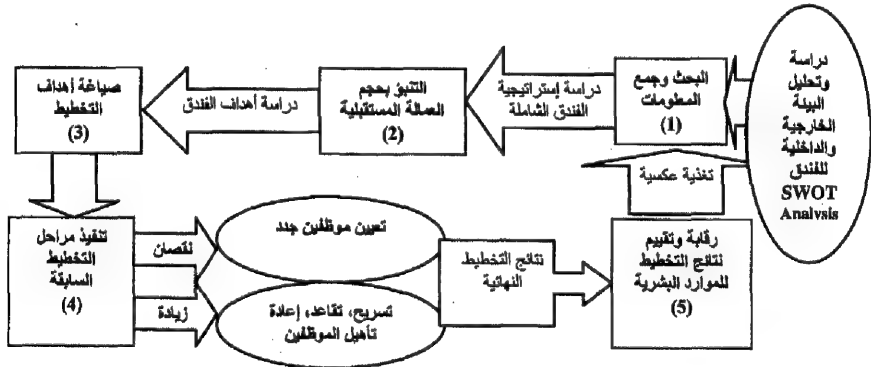 دراسة
وتحليل
البيئة
الخارجية
والداخلية
للفندق
SWOT
Analysis
البحث وجمع
المعلومات
(1)
دراسة إستراتيجية
الفندق الشاملة
التنبؤ بحجم
العمالة المستقبلية
(2)
دراسة أهداف الفندق
صياغة أهداف
التخطيط
(3)
تنفيذ مراحل
التخطيط
السابقة
(4)
نقصان
تعيين موظفين جدد
زيادة
تسريح، تقاعد، إعادة
تأهيل الموظفين
نتائج التخطيط
النهائية
رقابة وتقييم
نتائج التخطيط
للموارد البشرية
(5)
تغذية عكسية